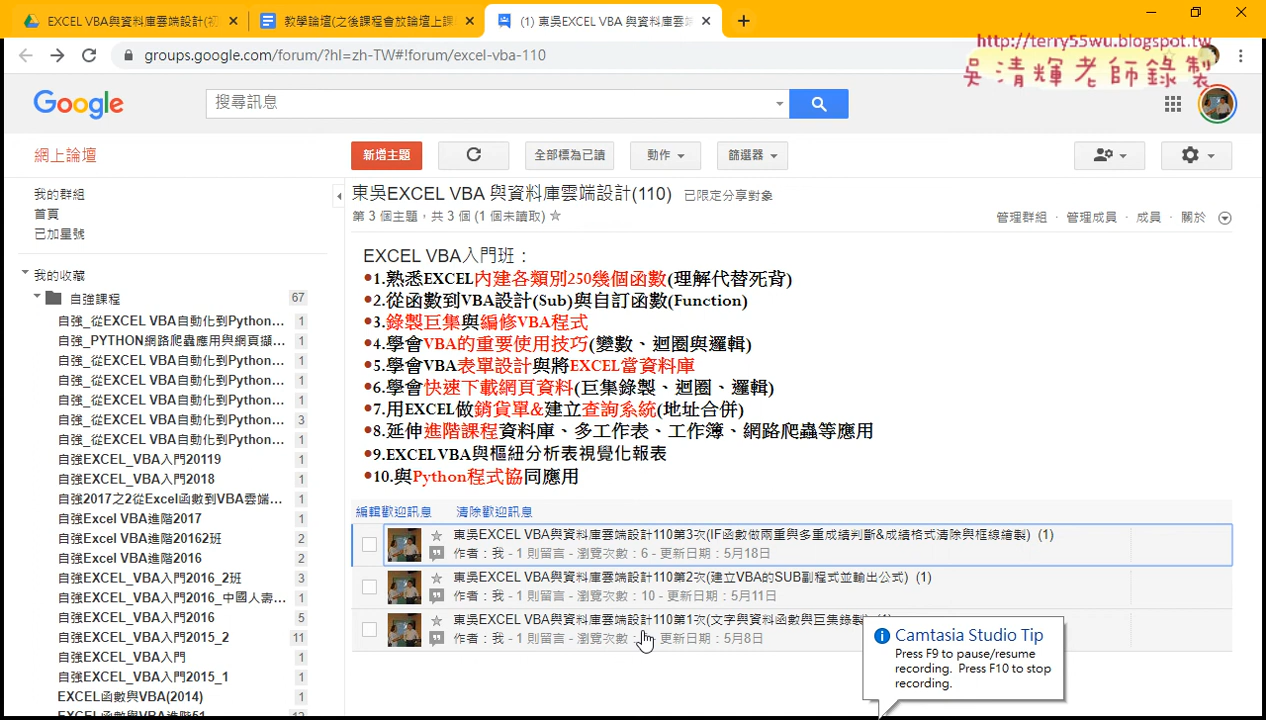 EXCEL VBA與資料庫雲端設計(初
教學論壇(之後課程會放論壇上課
(1) 東吳EXCEL VBA 與資料庫雲端
groups.google.com/forum/?hl=zh-TW#!forum/excel-vba-110
http://terry55wu.blogspot.tw
吳清輝老師錄製
Google
搜尋訊息
網上論壇
新增主題
全部標為已讀
動作
篩選器
我的群組
首頁
已加星號
我的收藏
自強課程 67
自強_從EXCEL VBA自動化到Python... 1
自強_PYTHON網路爬蟲應用與網頁擷... 1
自強_從EXCEL VBA自動化到Python... 1
自強_從EXCEL VBA自動化到Python... 1
自強_從EXCEL VBA自動化到Python... 1
自強_從EXCEL VBA自動化到Python... 3
自強_從EXCEL VBA自動化到Python... 1
自強EXCEL_VBA入門20119 1
自強EXCEL_VBA入門2018 1
自強2017之2從Excel函數到VBA雲端... 1
自強Excel VBA進階2017 1
自強Excel VBA進階20162班 2
自強Excel VBA進階2016 2
自強EXCEL_VBA入門2016_2班 3
自強EXCEL_VBA入門2016_中國人壽... 1
自強EXCEL_VBA入門2016 5
自強EXCEL_VBA入門2015_2 11
自強EXCEL_VBA入門 1
自強EXCEL_VBA入門2015_1 1
EXCEL函數與VBA(2014) 1
EXCEL函數與VBA進階51 12
東吳EXCEL VBA 與資料庫雲端設計(110) 已限定分享對象
第 3 個主題，共 3 個 (1 個未讀取)
管理群組 · 管理成員 · 成員 · 關於
EXCEL VBA入門班：
•1.熟悉EXCEL內建各類別250幾個函數(理解代替死背)
•2.從函數到VBA設計(Sub)與自訂函數(Function)
•3.錄製巨集與編修VBA程式
•4.學會VBA的重要使用技巧(變數、迴圈與邏輯)
•5.學會VBA表單設計與將EXCEL當資料庫
•6.學會快速下載網頁資料(巨集錄製、迴圈、邏輯)
•7.用EXCEL做銷貨單&建立查詢系統(地址合併)
•8.延伸進階課程資料庫、多工作表、工作簿、網路爬蟲等應用
•9.EXCEL VBA與樞紐分析表視覺化報表
•10.與Python程式協同應用
編輯歡迎訊息 清除歡迎訊息
東吳EXCEL VBA與資料庫雲端設計110第3次(IF函數做兩重與多重成績判斷&成績格式清除與框線繪製) (1)
作者：我 - 1 則留言 - 瀏覽次數：6 - 更新日期：5月18日
東吳EXCEL VBA與資料庫雲端設計110第2次(建立VBA的SUB副程式並輸出公式) (1)
作者：我 - 1 則留言 - 瀏覽次數：10 - 更新日期：5月11日
東吳EXCEL VBA與資料庫雲端設計110第1次(文字與資料函數與巨集錄製
作者：我 - 1 則留言 - 瀏覽次數： 更新日期：5月8日
Camtasia Studio Tip
Press F9 to pause/resume
recording. Press F10 to stop
recording.